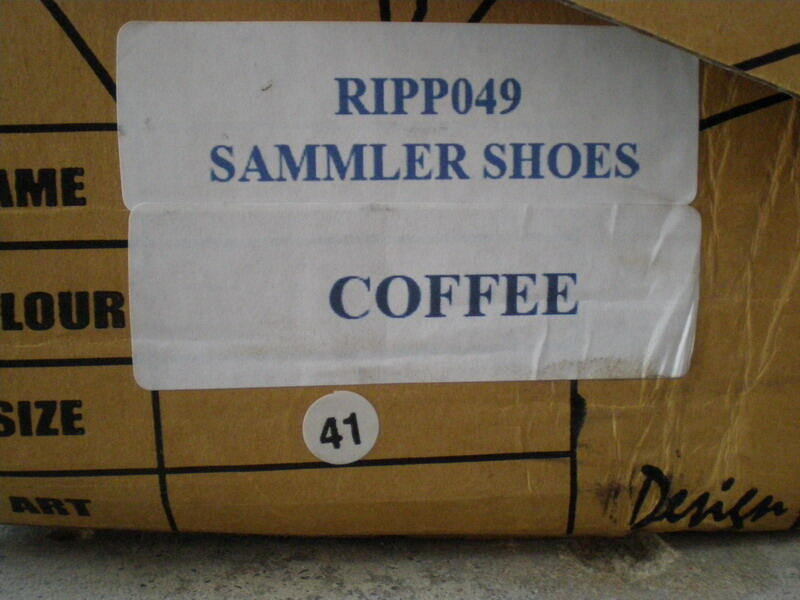 RIPP049
SAMMLER SHOES
AME
COFFEE
LOUR
SIZE
41
ART
Design